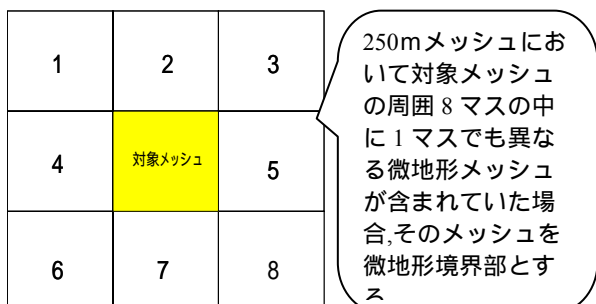 1 2 3
4 対象メッシュ 5
6 7 8
250mメッシュにお
いて対象メッシュ
の周囲8マスの中
に1マスでも異な
る微地形メッシュ
が含まれていた場
合,そのメッシュを
微地形境界部とす
る